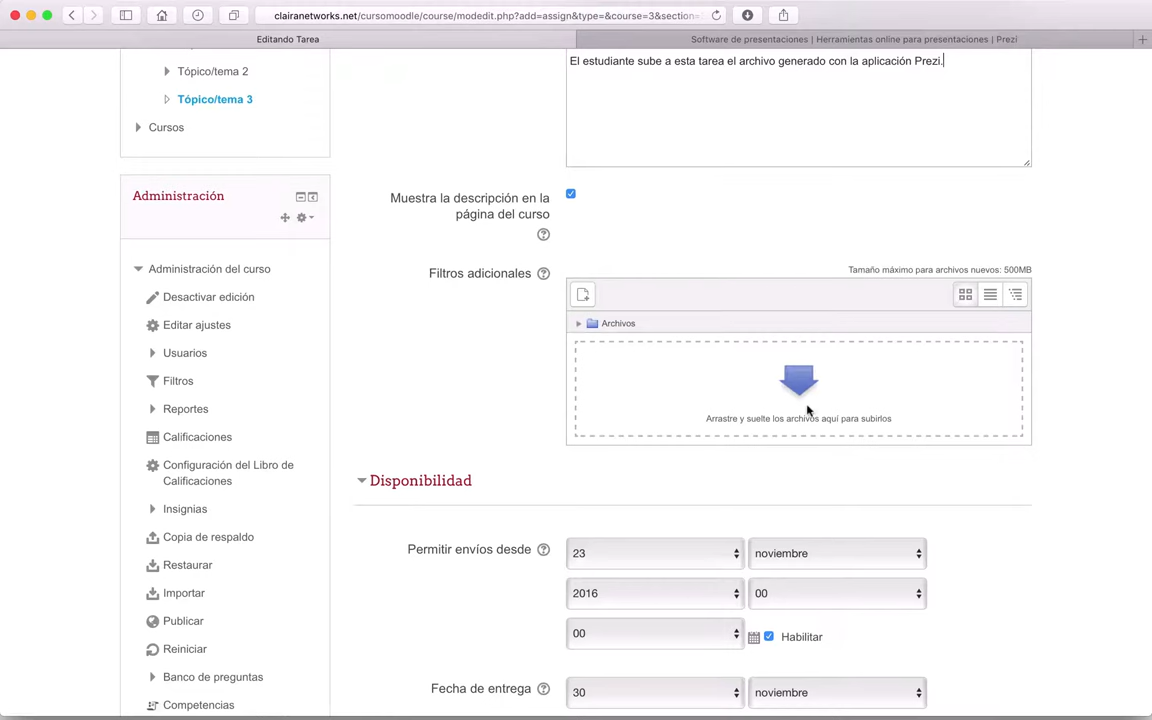 clairanetworks.net/cursomoodle/course/modedit.php?add=assign&type=&course=3&section=
Editando Tarea
Software de presentaciones | Herramientas online para presentaciones | Prezi
Tópico/tema 2
Tópico/tema 3
Cursos
Administración
Administración del curso
Desactivar edición
Editar ajustes
Usuarios
Filtros
Reportes
Calificaciones
Configuración del Libro de
Calificaciones
Insignias
Copia de respaldo
Restaurar
Importar
Publicar
Reiniciar
Banco de preguntas
Competencias
El estudiante sube a esta tarea el archivo generado con la aplicación Prezi.
Muestra la descripción en la
página del curso
Filtros adicionales
Tamaño máximo para archivos nuevos: 500MB
Archivos
Arrastre y suelte los archivos aquí para subirlos
Disponibilidad
Permitir envíos desde
23 noviembre
2016 00
00 Habilitar
Fecha de entrega
30 noviembre